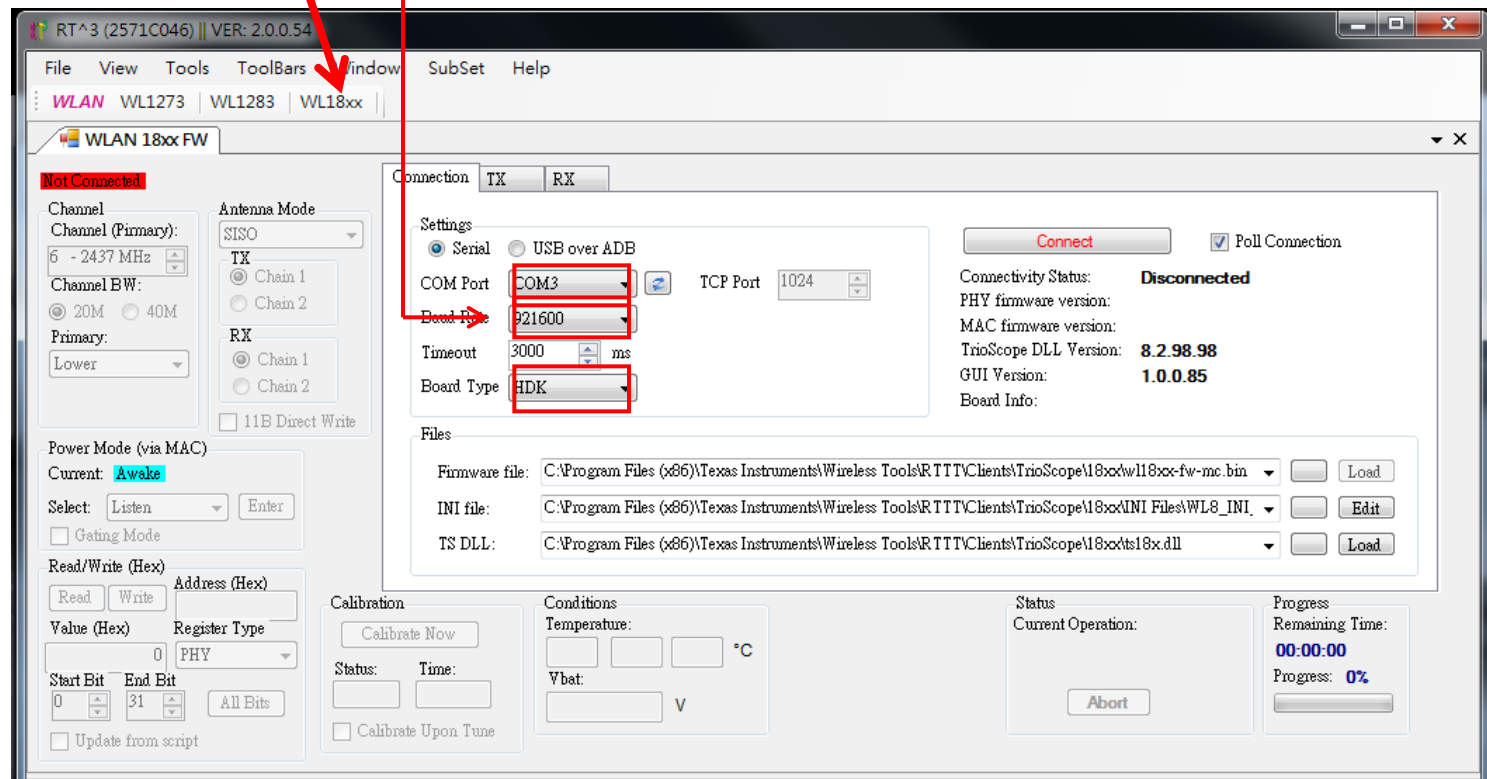 RT^3 (2571C046) || VER: 2.0.0.54
File View Tools ToolBars Window SubSet Help
WLAN WL1273 WL1283 WL18xx
WLAN 18xx FW
Not Connected
Connection TX RX
Channel
Channel (Pirmary):
6 - 2437 MHz
Channel BW:
20M 40M
Primary:
Lower
Antenna Mode
SISO
TX
Chain 1
Chain 2
RX
Chain 1
Chain 2
11B Direct Write
Settings
Serial USB over ADB
COM Port COM3 TCP Port 1024
Baud Rate 921600
Timeout 3000 ms
Board Type HDK
Connect Poll Connection
Connectivity Status: Disconnected
PHY firmware version:
MAC firmware version:
TrioScope DLL Version: 8.2.98.98
GUI Version: 1.0.0.85
Board Info:
Power Mode (via MAC)
Current: Awake
Select: Listen Enter
Gating Mode
Files
Firmware file: C:\Program Files (x86)\Texas Instruments\Wireless Tools\RTTT\Clients\TrioScope\18xx\wl18xx-fw-mc.bin Load
INI file: C:\Program Files (x86)\Texas Instruments\Wireless Tools\RTTT\Clients\TrioScope\18xx\INI Files\WL8_INI_ Edit
TS DLL: C:\Program Files (x86)\Texas Instruments\Wireless Tools\RTTT\Clients\TrioScope\18xx\ts18x.dll Load
Read/Write (Hex)
Read Write Address (Hex)
Value (Hex) Register Type
0 PHY
Start Bit End Bit
0 31 All Bits
Update from script
Calibration
Calibrate Now
Status: Time:
Calibrate Upon Tune
Conditions
Temperature:
°C
Vbat:
V
Status
Current Operation:
Abort
Progress
Remaining Time:
00:00:00
Progress: 0%